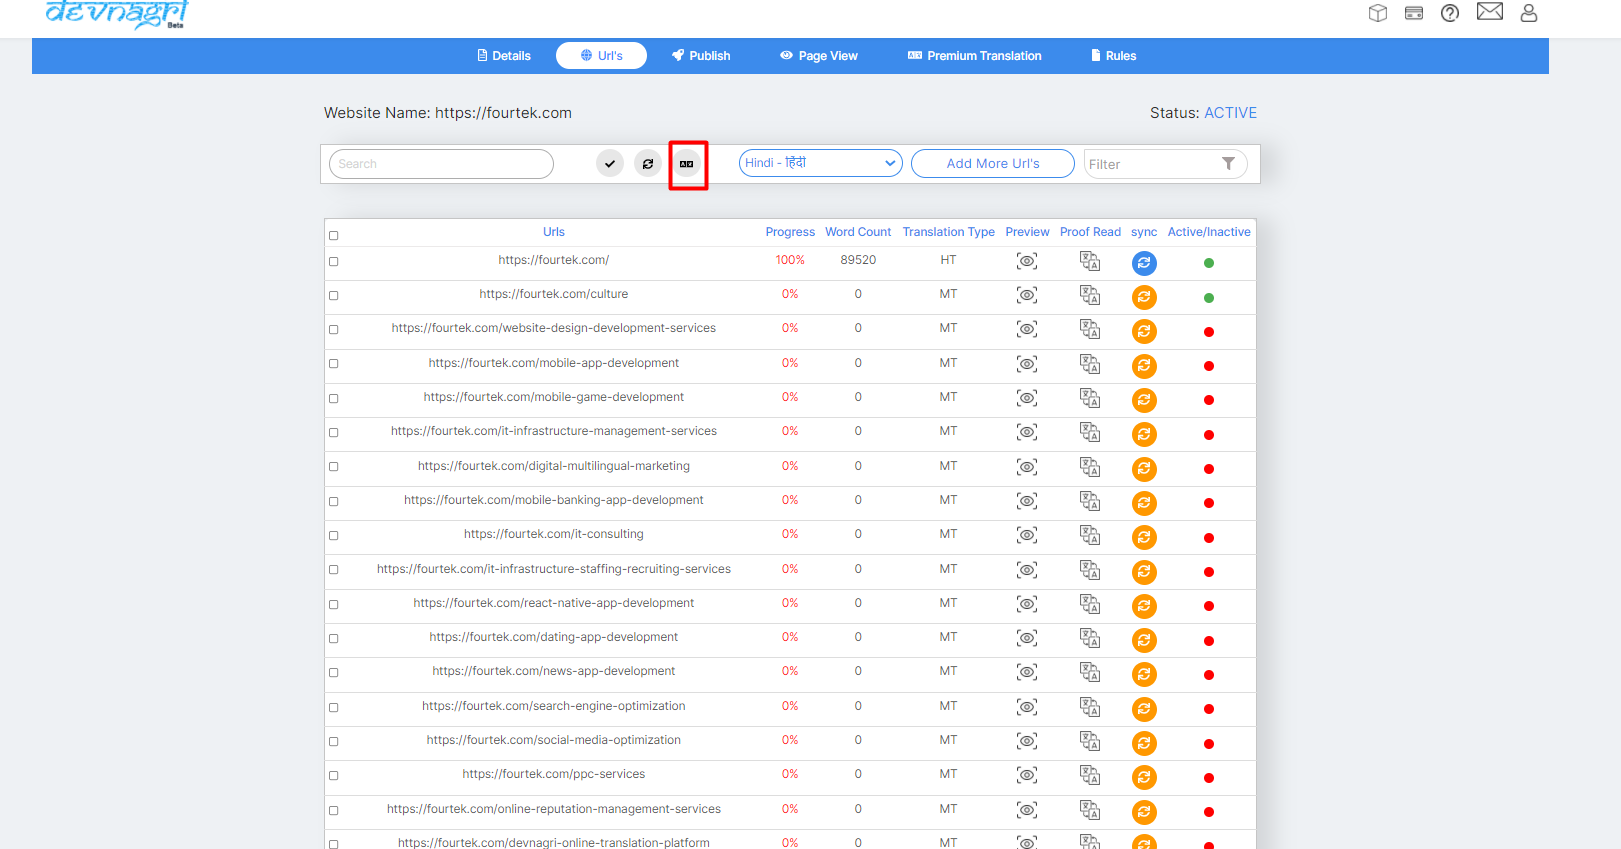 devnagri
Beta
Details
Url's
Publish
Page View
Premium Translation
Rules
Website Name: https://fourtek.com
Status: ACTIVE
Search
Hindi - हिंदी
Add More Url's
Filter
Urls Progress Word Count Translation Type Preview Proof Read sync Active/Inactive
https://fourtek.com/ 100% 89520 HT
https://fourtek.com/culture 0% 0 MT
https://fourtek.com/website-design-development-services 0% 0 MT
https://fourtek.com/mobile-app-development 0% 0 MT
https://fourtek.com/mobile-game-development 0% 0 MT
https://fourtek.com/it-infrastructure-management-services 0% 0 MT
https://fourtek.com/digital-multilingual-marketing 0% 0 MT
https://fourtek.com/mobile-banking-app-development 0% 0 MT
https://fourtek.com/it-consulting 0% 0 MT
https://fourtek.com/it-infrastructure-staffing-recruiting-services 0% 0 MT
https://fourtek.com/react-native-app-development 0% 0 MT
https://fourtek.com/dating-app-development 0% 0 MT
https://fourtek.com/news-app-development 0% 0 MT
https://fourtek.com/search-engine-optimization 0% 0 MT
https://fourtek.com/social-media-optimization 0% 0 MT
https://fourtek.com/ppc-services 0% 0 MT
https://fourtek.com/online-reputation-management-services 0% 0 MT
https://fourtek.com/devnagri-online-translation-platform 0% 0 MT